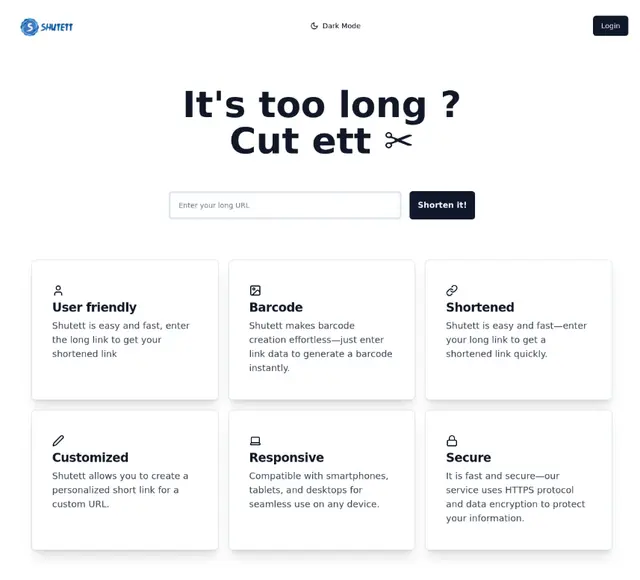 SHUTETT
Dark Mode
Login
It's too long ?
Cut ett ✂
Enter your long URL
Shorten it!
User friendly
Shutett is easy and fast, enter
the long link to get your
shortened link
Barcode
Shutett makes barcode
creation effortless—just enter
link data to generate a barcode
instantly.
Shortened
Shutett is easy and fast—enter
your long link to get a
shortened link quickly.
Customized
Shutett allows you to create a
personalized short link for a
custom URL.
Responsive
Compatible with smartphones,
tablets, and desktops for
seamless use on any device.
Secure
It is fast and secure—our
service uses HTTPS protocol
and data encryption to protect
your information.